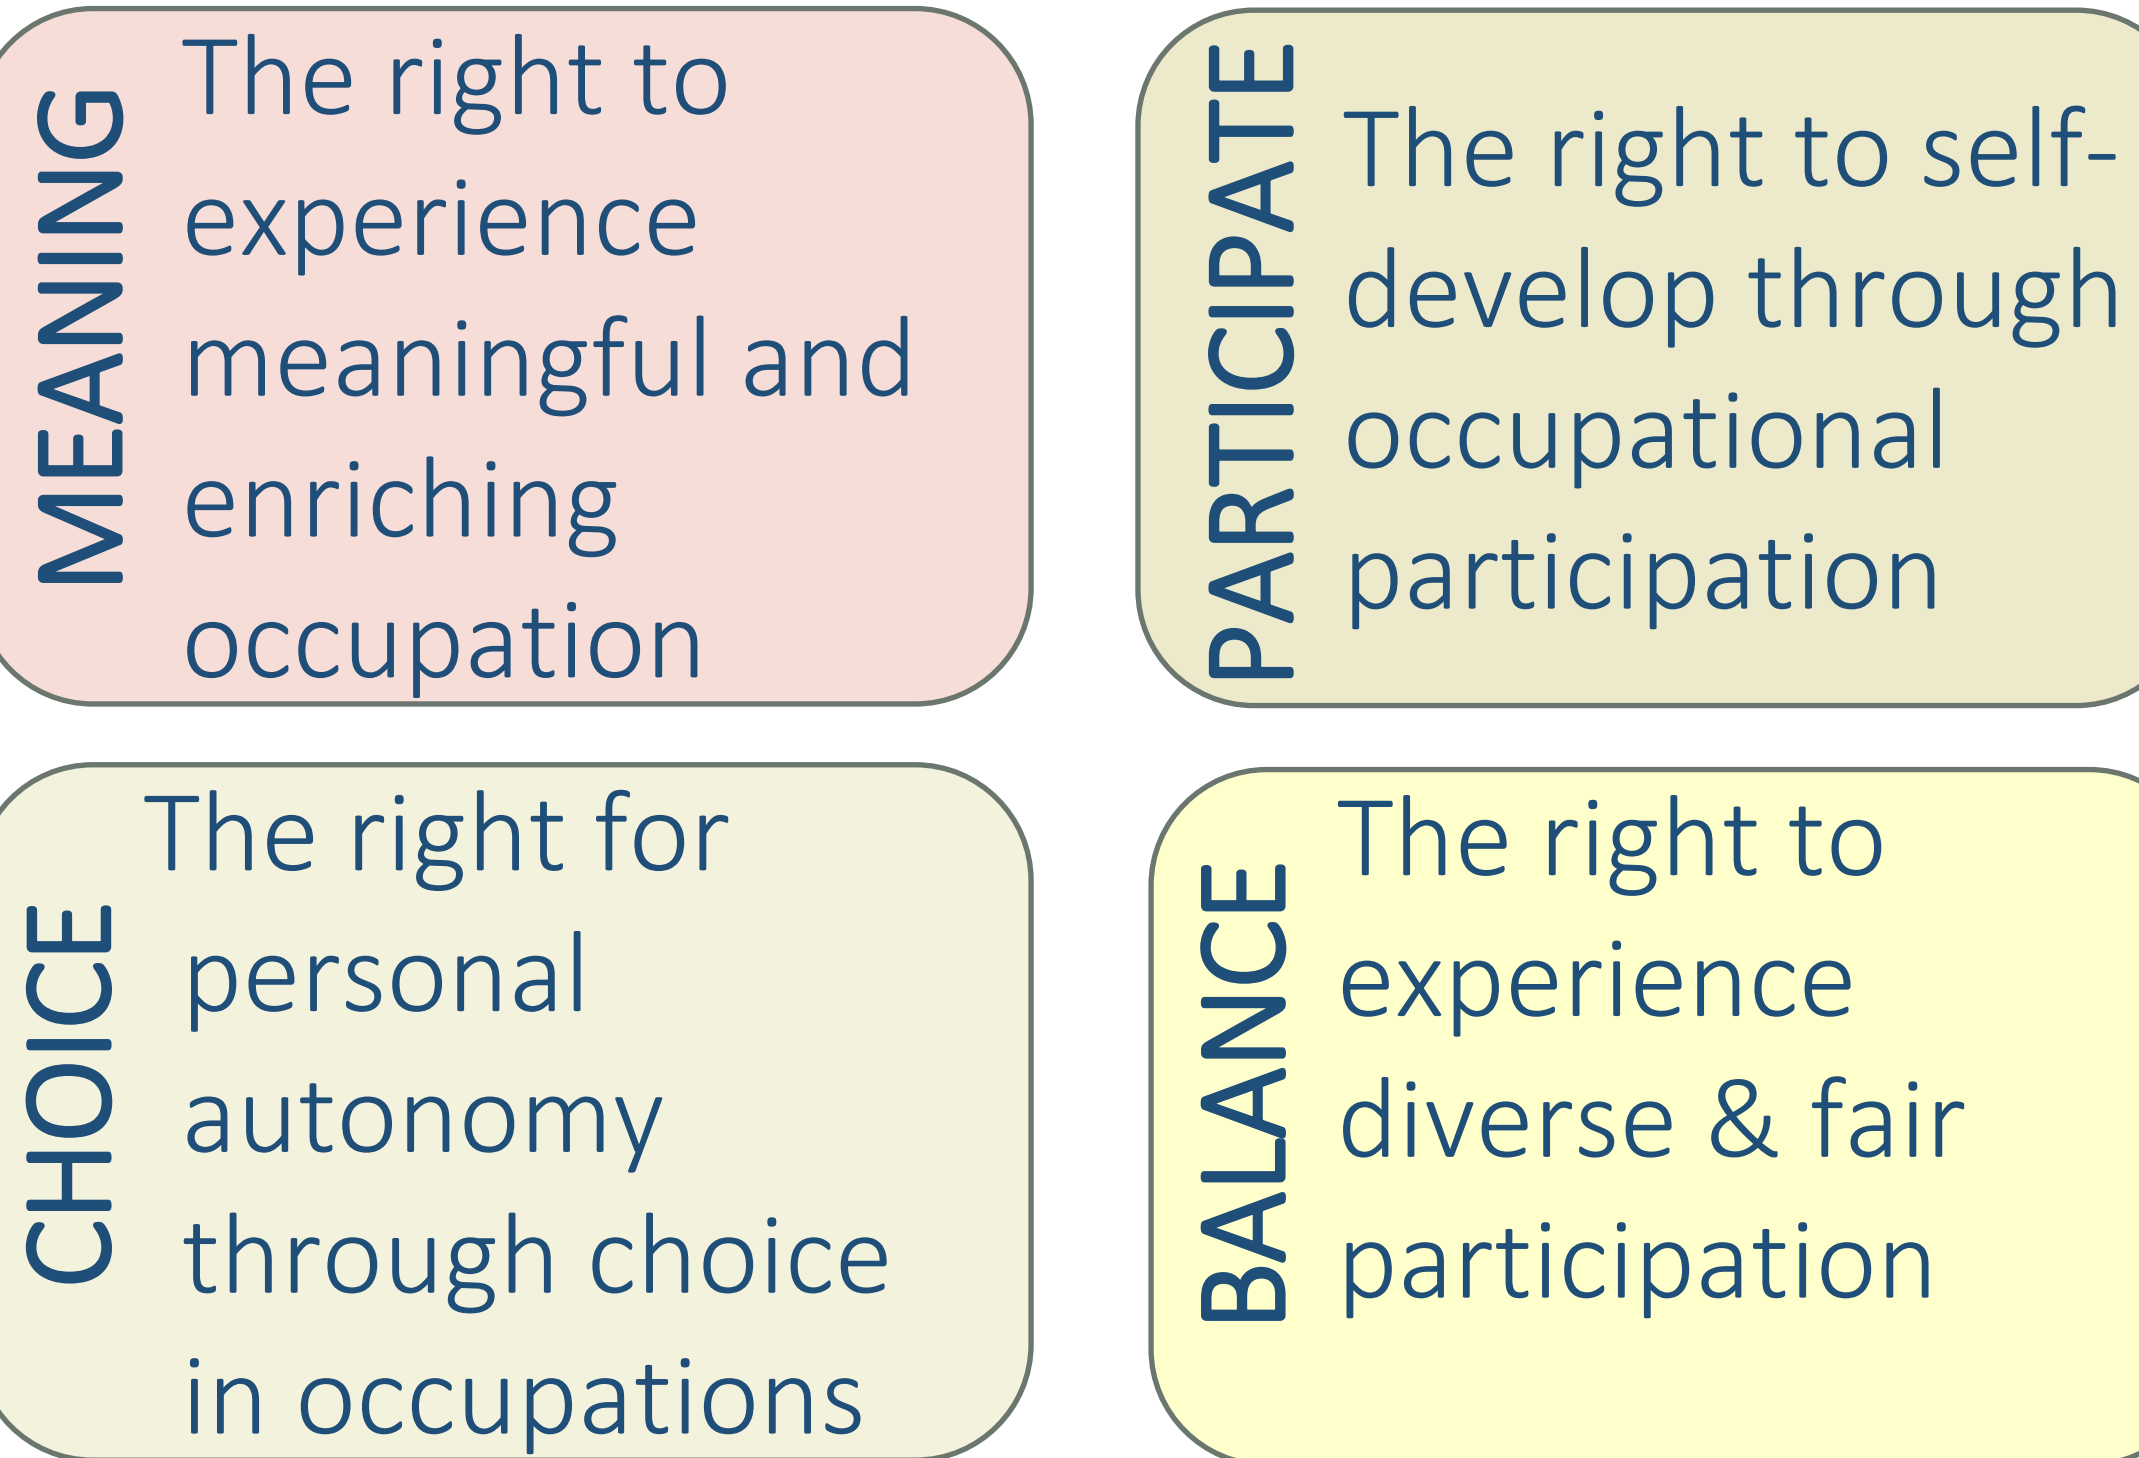 MEANING
The right to
experience
meaningful and
enriching
occupation
PARTICIPATE
The right to self-
develop through
occupational
participation
CHOICE
The right for
personal
autonomy
through choice
in occupations
BALANCE
The right to
experience
diverse & fair
participation